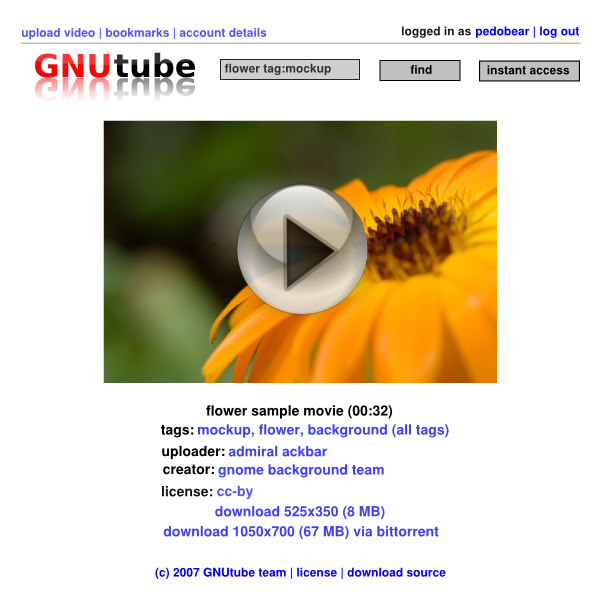 upload video | bookmarks | account details
logged in as pedobear | log out
GNUtube
flower tag:mockup
find
instant access
flower sample movie (00:32)
tags: mockup, flower, background (all tags)
uploader: admiral ackbar
creator: gnome background team
license: cc-by
download 525x350 (8 MB)
download 1050x700 (67 MB) via bittorrent
(c) 2007 GNUtube team | license | download source